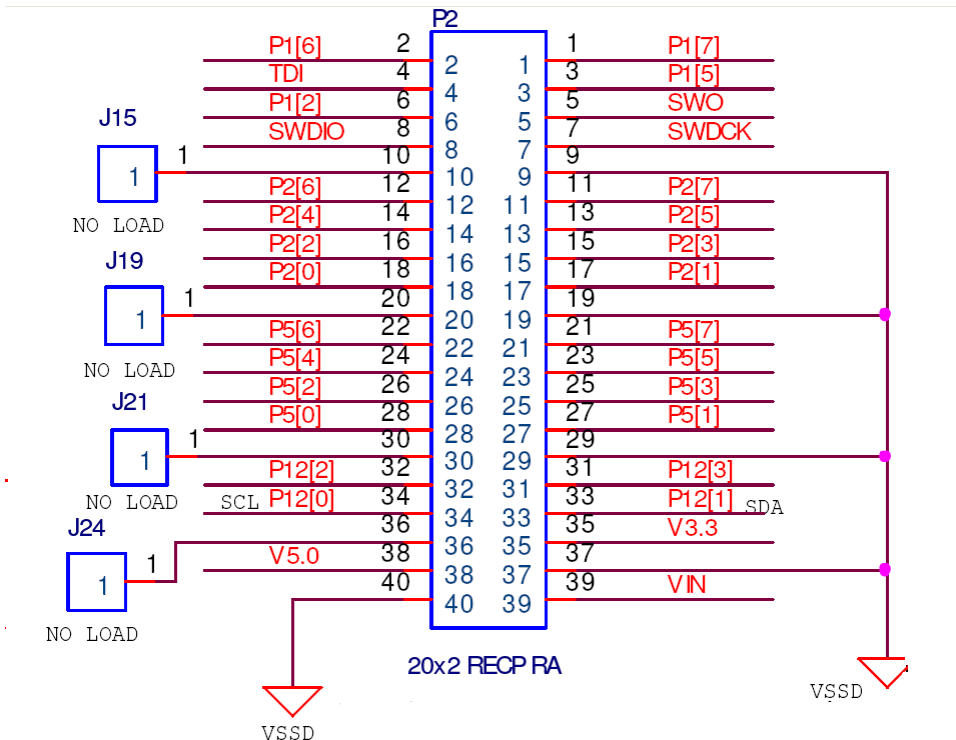 P2
P1[6] 2 1 P1[7]
2 1
TDI 4 3 P1[5]
4 3
P1[2] 6 5 SWO
6 5
SWDIO 8 7 SWDCK
8 7
J15
1 10 9
1 10 9
P2[6] 12 11 P2[7]
12 11
NO LOAD
P2[4] 14 13 P2[5]
14 13
P2[2] 16 15 P2[3]
16 15
J19
P2[0] 18 17 P2[1]
18 17
1 20 19
1 20 19
P5[6] 22 21 P5[7]
22 21
NO LOAD
P5[4] 24 23 P5[5]
24 23
P5[2] 26 25 P5[3]
26 25
J21
P5[0] 28 27 P5[1]
28 27
1 30 29
1 30 29
P12[2] 32 31 P12[3]
32 31
NO LOAD
SCL P12[0] 34 33 P12[1] SDA
34 33
J24
36 35 V3.3
36 35
1 V5.0 38 37
1 38 37
40 39 VIN
40 39
NO LOAD
20x2 RECP RA
VSSD
VSSD